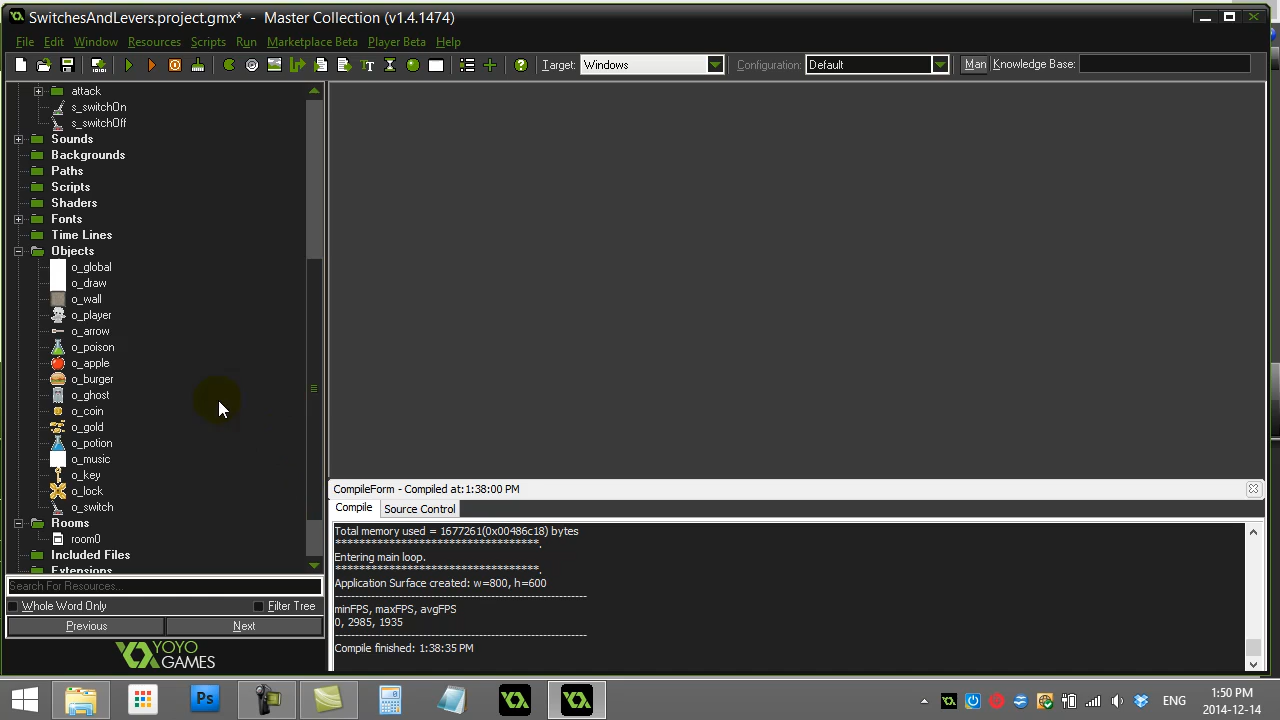 SwitchesAndLevers.project.gmx* - Master Collection (v1.4.1474)
File Edit Window Resources Scripts Run Marketplace Beta Player Beta Help
Target: Windows Configuration: Default Man Knowledge Base:
attack
s_switchOn
s_switchOff
Sounds
Backgrounds
Paths
Scripts
Shaders
Fonts
Time Lines
Objects
o_global
o_draw
o_wall
o_player
o_arrow
o_poison
o_apple
o_burger
o_ghost
o_coin
o_gold
o_potion
o_music
o_key
o_lock
o_switch
Rooms
room0
Included Files
Extensions
Search For Resources...
Whole Word Only Filter Tree
Previous Next
YOYO
GAMES
CompileForm - Compiled at:1:38:00 PM
Compile Source Control
Total memory used = 1677261(0x00486c18) bytes
**********************************.
Entering main loop.
**********************************.
Application Surface created: w=800, h=600
---------------------------------------------------------------
minFPS, maxFPS, avgFPS
0, 2985, 1935
---------------------------------------------------------------
Compile finished: 1:38:35 PM
Ps
ENG
1:50 PM
2014-12-14